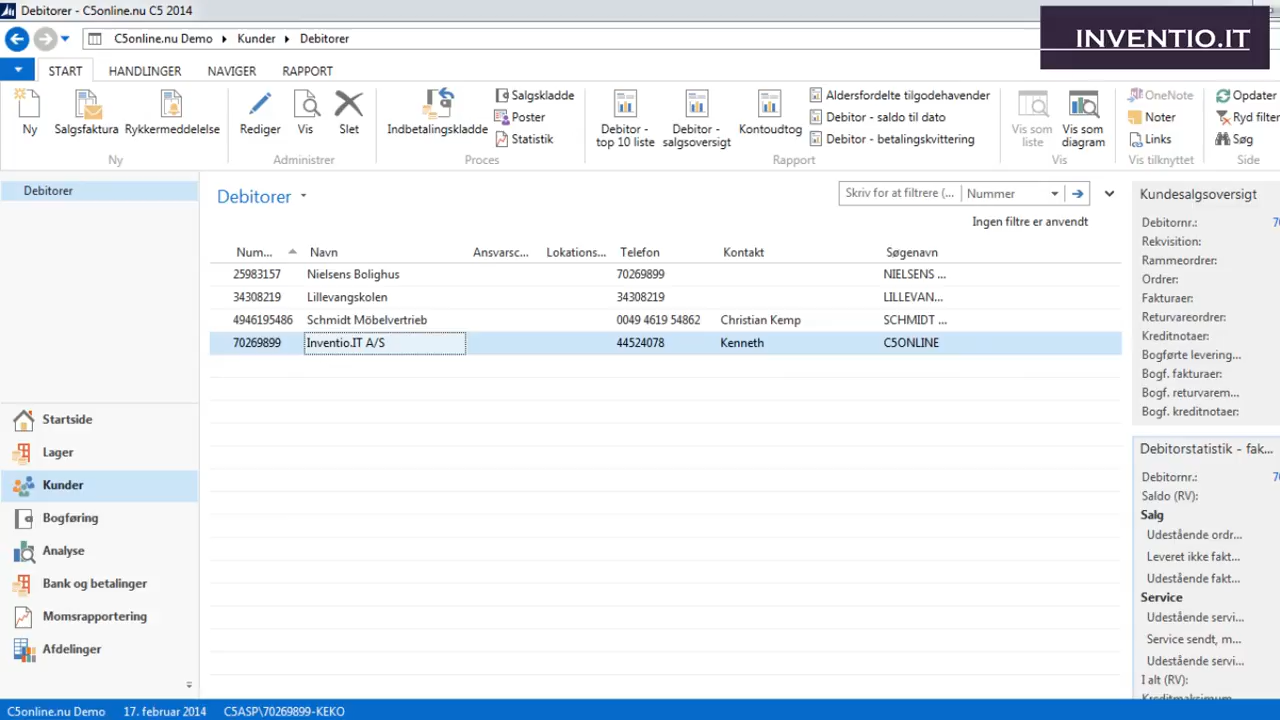 Debitorer - C5online.nu C5 2014
INVENTIO.IT
C5online.nu Demo Kunder Debitorer
START HANDLINGER NAVIGER RAPPORT
Ny
Salgsfaktura
Rykkermeddelelse
Ny
Rediger
Vis
Slet
Administrer
Indbetalingskladde
Salgskladde
Poster
Statistik
Proces
Debitor - top 10 liste
Debitor - salgsoversigt
Kontoudtog
Aldersfordelte tilgodehavender
Debitor - saldo til dato
Debitor - betalingskvittering
Rapport
Vis som liste
Vis som diagram
Vis
OneNote
Noter
Links
Vis tilknyttet
Opdater
Ryd filter
Søg
Side
Debitorer
Startside
Lager
Kunder
Bogføring
Analyse
Bank og betalinger
Momsrapportering
Afdelinger
Debitorer
Skriv for at filtrere (... Nummer
Ingen filtre er anvendt
Num... Navn Ansvarsc... Lokations... Telefon Kontakt Søgenavn
25983157 Nielsens Bolighus 70269899 NIELSENS ...
34308219 Lillevangskolen 34308219 LILLEVAN...
4946195486 Schmidt Möbelvertrieb 0049 4619 54862 Christian Kemp SCHMIDT ...
70269899 Inventio.IT A/S 44524078 Kenneth C5ONLINE
Kundesalgsoversigt
Debitornr.: 70
Rekvisition:
Rammeordrer:
Ordrer:
Fakturaer:
Returvareordrer:
Kreditnotaer:
Bogførte levering...
Bogf. fakturaer:
Bogf. returvarem...
Bogf. kreditnotaer:
Debitorstatistik - fak...
Debitornr.: 70
Saldo (RV):
Salg
Udestående ordr...
Leveret ikke fakt...
Udestående fakt...
Service
Udestående servi...
Service sendt, m...
Udestående servi...
I alt (RV):
Kreditmaksimum
C5online.nu Demo 17. februar 2014 C5ASP\70269899-KEKO